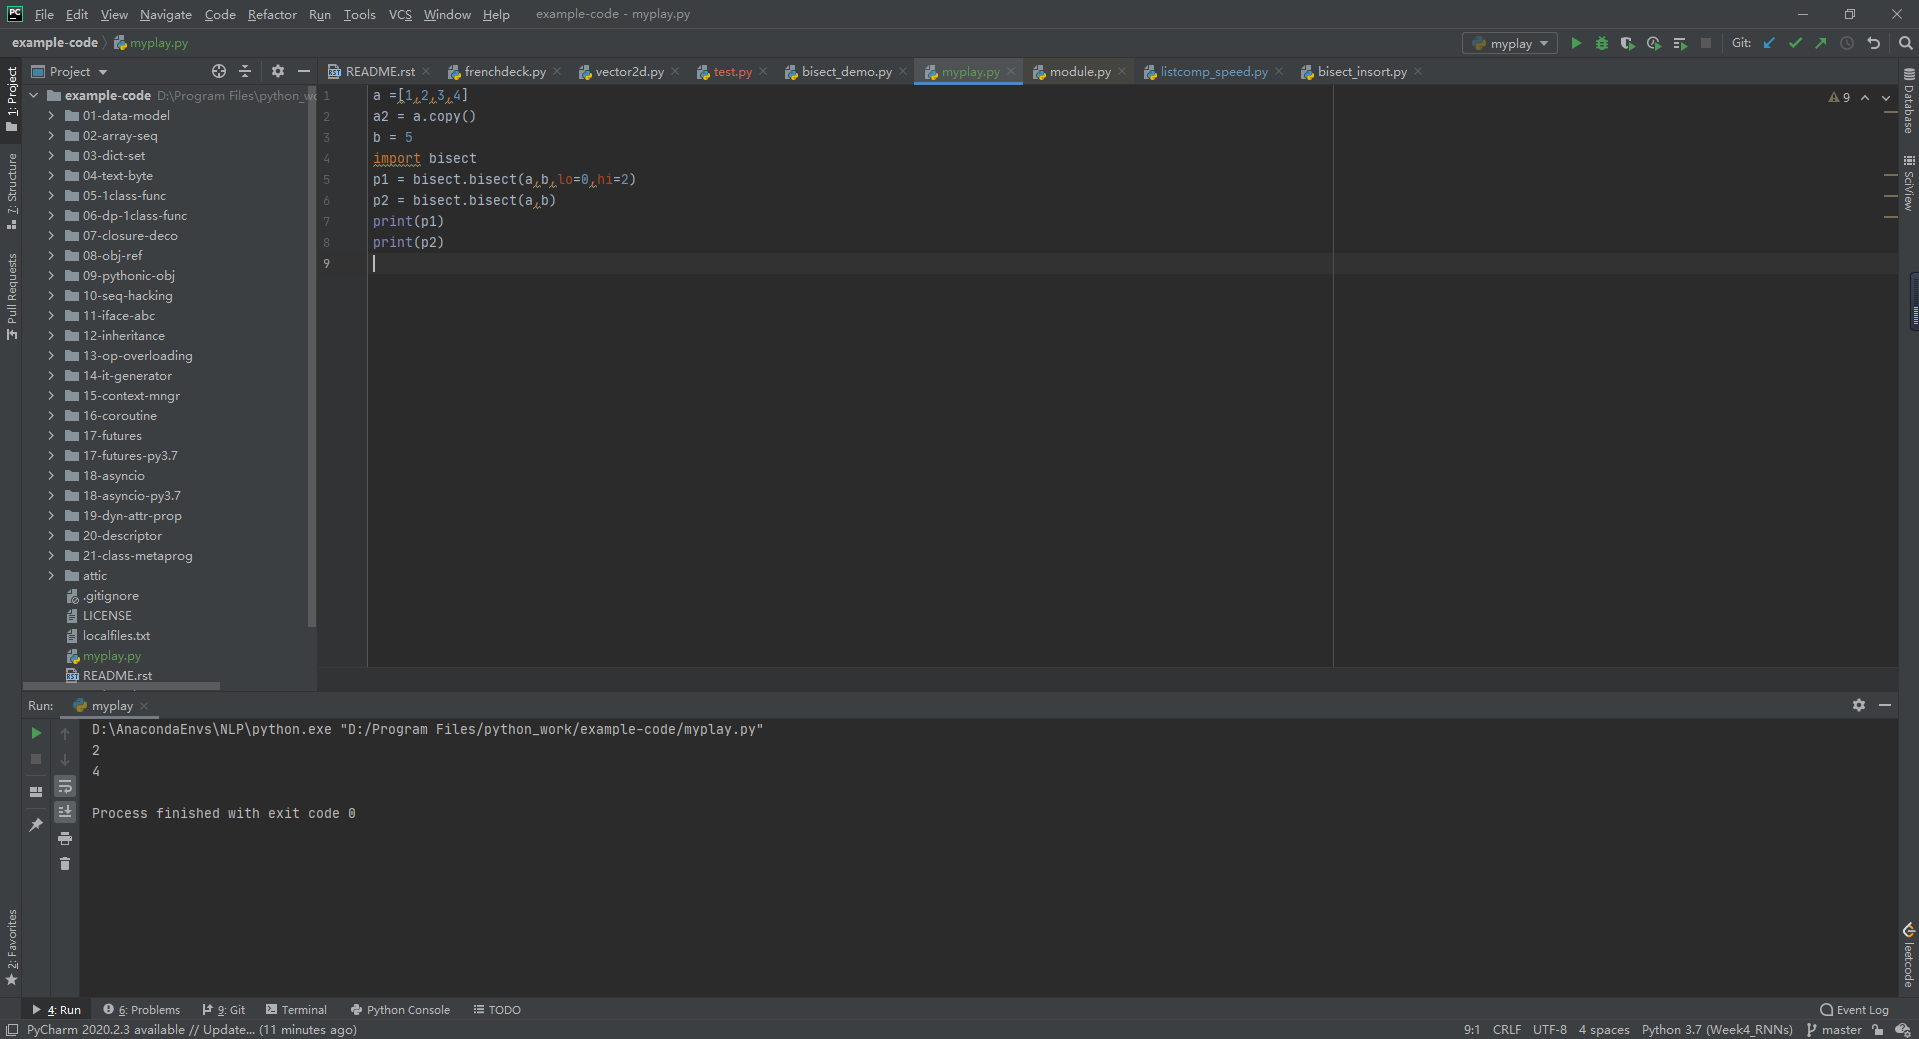 PC File Edit View Navigate Code Refactor Run Tools VCS Window Help example-code - myplay.py
example-code myplay.py myplay Git:
1: Project
7: Structure
Pull Requests
2: Favorites
Project
example-code D:\Program Files\python_wo
01-data-model
02-array-seq
03-dict-set
04-text-byte
05-1class-func
06-dp-1class-func
07-closure-deco
08-obj-ref
09-pythonic-obj
10-seq-hacking
11-iface-abc
12-inheritance
13-op-overloading
14-it-generator
15-context-mngr
16-coroutine
17-futures
17-futures-py3.7
18-asyncio
18-asyncio-py3.7
19-dyn-attr-prop
20-descriptor
21-class-metaprog
attic
.gitignore
LICENSE
localfiles.txt
myplay.py
README.rst
README.rst frenchdeck.py vector2d.py test.py bisect_demo.py myplay.py module.py listcomp_speed.py bisect_insort.py
1 a =[1,2,3,4]
2 a2 = a.copy()
3 b = 5
4 import bisect
5 p1 = bisect.bisect(a,b,lo=0,hi=2)
6 p2 = bisect.bisect(a,b)
7 print(p1)
8 print(p2)
9
9
Database
SciView
leetcode
Run: myplay
D:\AnacondaEnvs\NLP\python.exe "D:/Program Files/python_work/example-code/myplay.py"
2
4
Process finished with exit code 0
4: Run 6: Problems 9: Git Terminal Python Console TODO Event Log
PyCharm 2020.2.3 available // Update... (11 minutes ago) 9:1 CRLF UTF-8 4 spaces Python 3.7 (Week4_RNNs) master